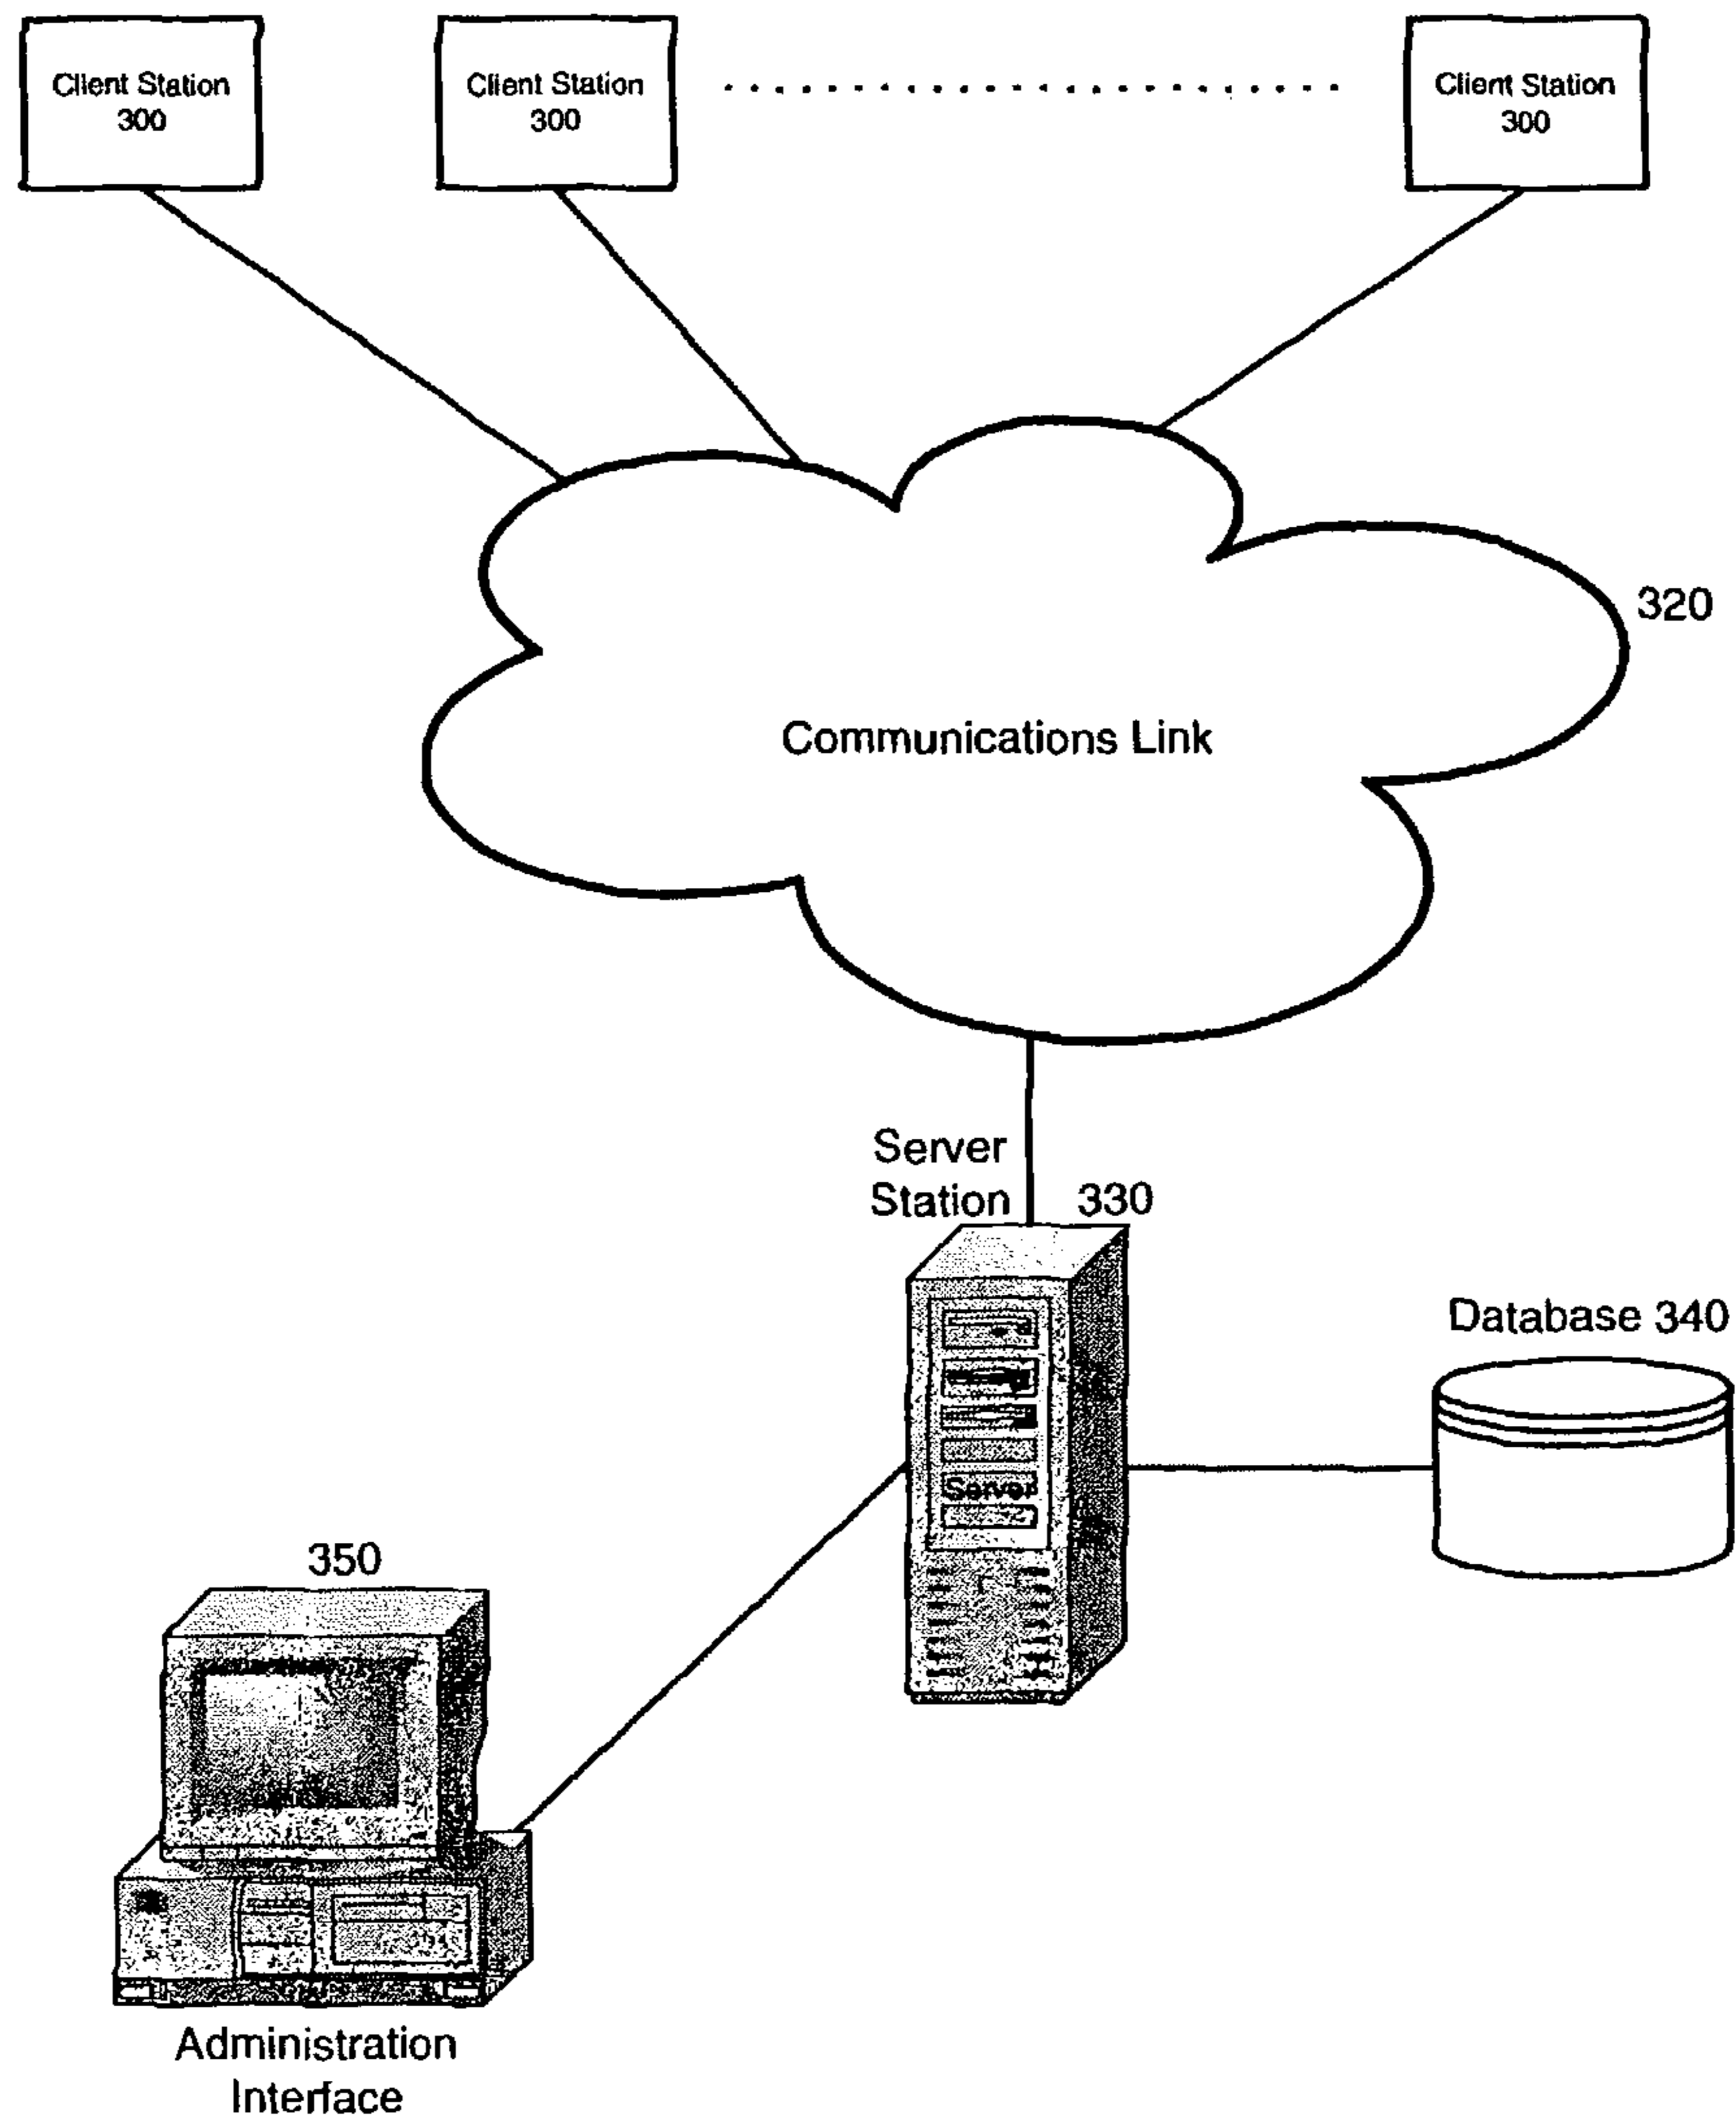 Client Station
300
Client Station
300
Client Station
300
320
Communications Link
Server
Station
330
Database 340
Server
350
Administration
Interface